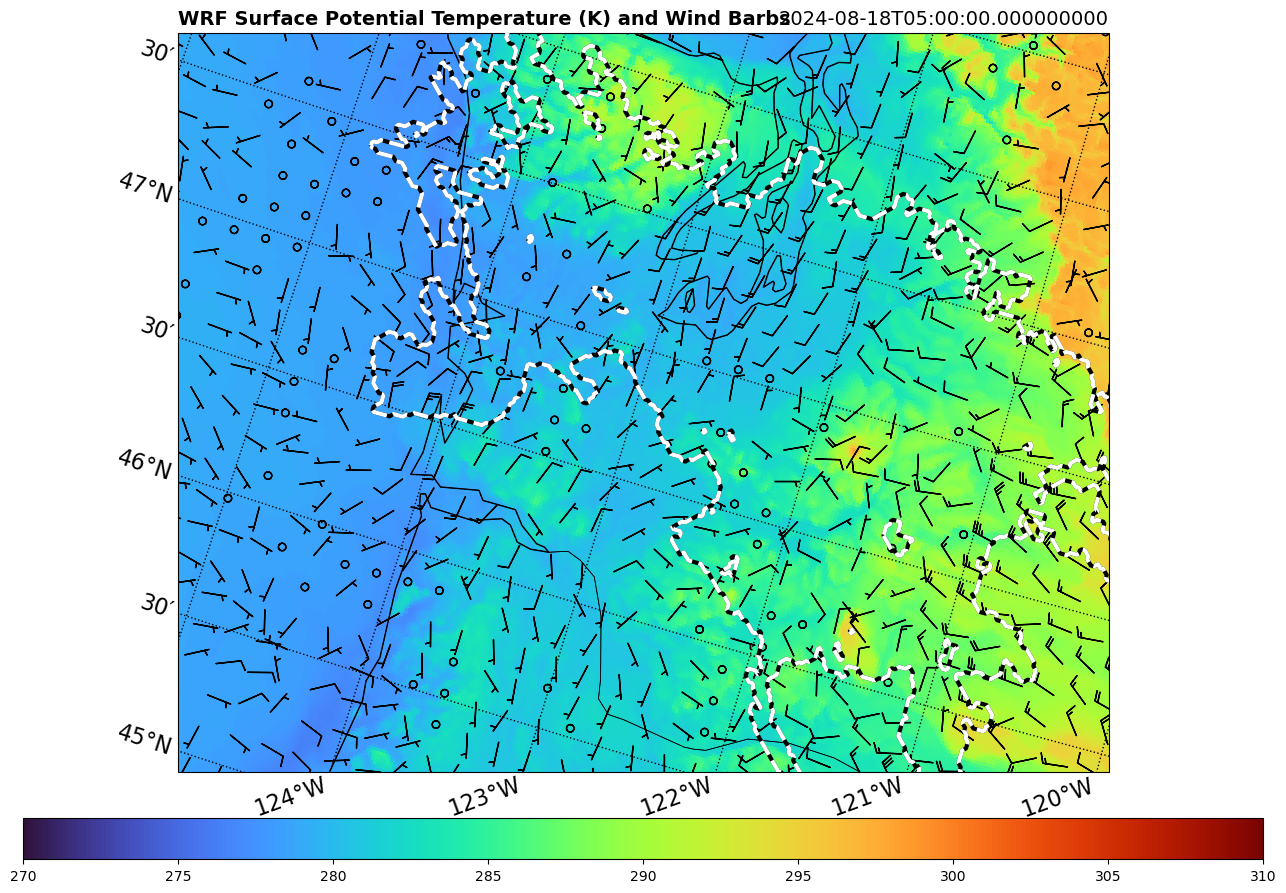 WRF Surface Potential Temperature (K) and Wind Barbs 2024-08-18T05:00:00.000000000
30′
47°N
30′
46°N
30′
45°N
124°W 123°W 122°W 121°W 120°W
270 275 280 285 290 295 300 305 310